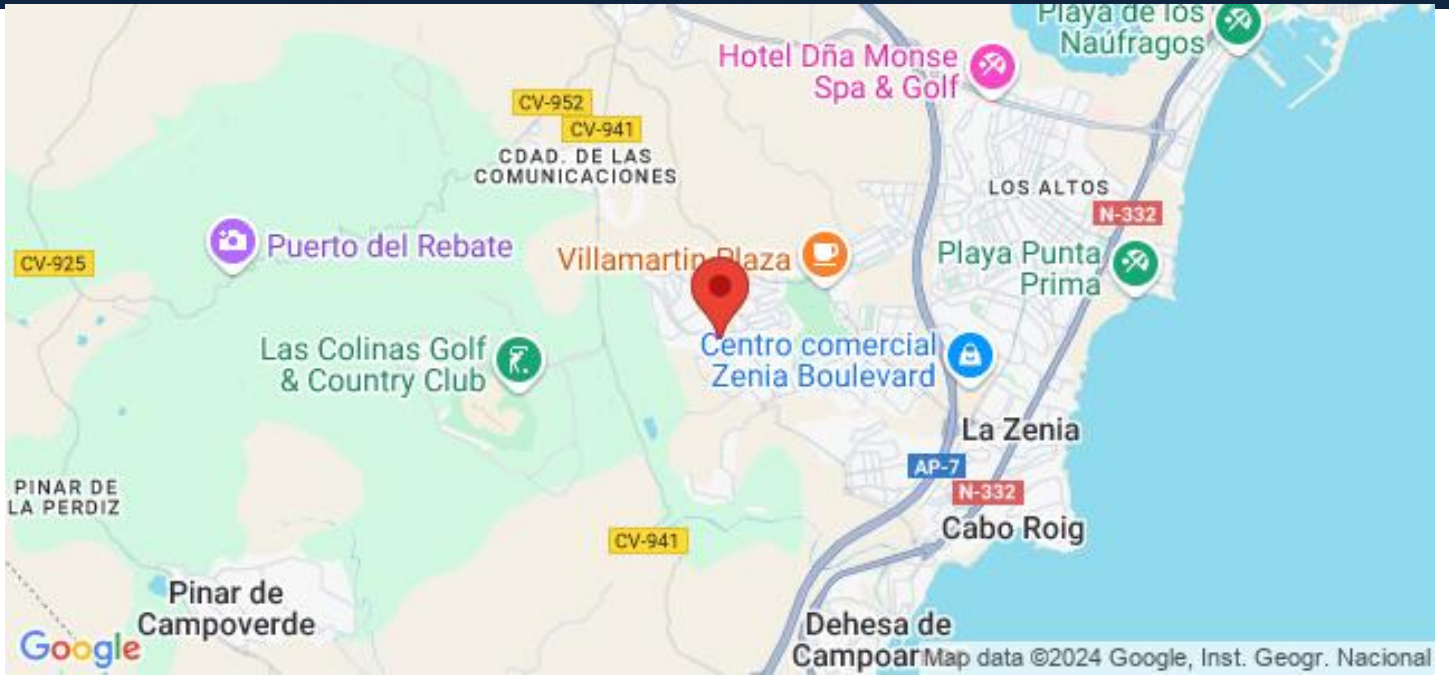 Playa de los
Naúfragos
Hotel Dña Monse
Spa & Golf
CV-952
CV-941
CDAD. DE LAS
COMUNICACIONES
LOS ALTOS
N-332
Puerto del Rebate
CV-925
Villamartin Plaza
Playa Punta
Prima
Las Colinas Golf
& Country Club
Centro comercial
Zenia Boulevard
La Zenia
AP-7
N-332
PINAR DE
LA PERDIZ
Cabo Roig
CV-941
Pinar de
Campoverde
Dehesa de
Google
Map data ©2024 Google, Inst. Geogr. Nacional